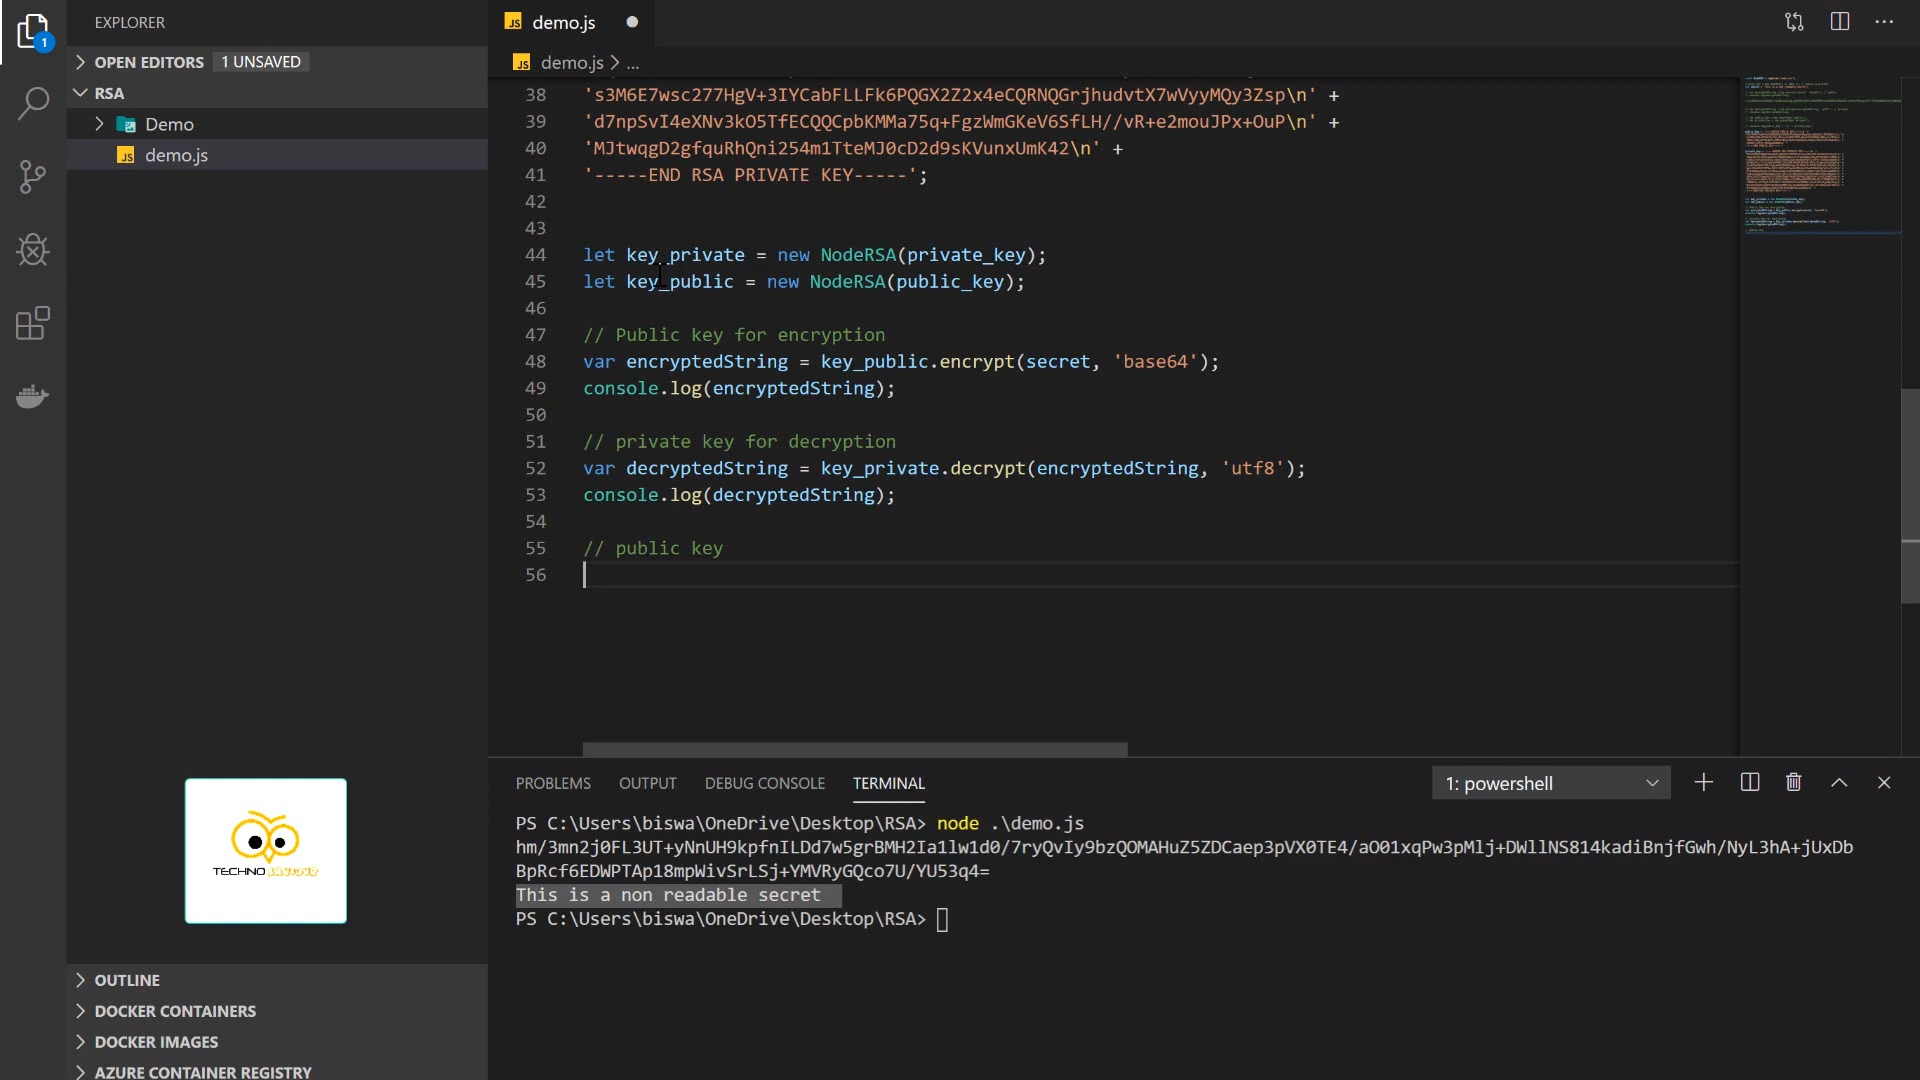 EXPLORER
OPEN EDITORS 1 UNSAVED
RSA
Demo
JS demo.js
1
JS demo.js
JS demo.js > ...
38 's3M6E7wsc277HgV+3IYCabFLLFk6PQGX2Z2x4eCQRNQGrjhudvtX7wVyyMQy3Zsp\n' +
39 'd7npSvI4eXNv3kO5TfECQQCpbKMMa75q+FgzWmGKeV6SfLH//vR+e2mouJPx+OuP\n' +
40 'MJtwqgD2gfquRhQni254m1TteMJ0cD2d9sKVunxUmK42\n' +
41 '-----END RSA PRIVATE KEY-----';
42
43
44 let key_private = new NodeRSA(private_key);
45 let key_public = new NodeRSA(public_key);
46
47 // Public key for encryption
48 var encryptedString = key_public.encrypt(secret, 'base64');
49 console.log(encryptedString);
50
51 // private key for decryption
52 var decryptedString = key_private.decrypt(encryptedString, 'utf8');
53 console.log(decryptedString);
54
55 // public key
56
PROBLEMS OUTPUT DEBUG CONSOLE TERMINAL 1: powershell
PS C:\Users\biswa\OneDrive\Desktop\RSA> node .\demo.js
hm/3mn2j0FL3UT+yNnUH9kpfnILDd7w5grBMH2Ia1lw1d0/7ryQvIy9bzQOMAHuZ5ZDCaep3pVX0TE4/aO01xqPw3pMlj+DWllNS814kadiBnjfGwh/NyL3hA+jUxDb
BpRcf6EDWPTAp18mpWivSrLSj+YMVRyGQco7U/YU53q4=
This is a non readable secret
PS C:\Users\biswa\OneDrive\Desktop\RSA>
TECHNO SAVIOUR
OUTLINE
DOCKER CONTAINERS
DOCKER IMAGES
AZURE CONTAINER REGISTRY